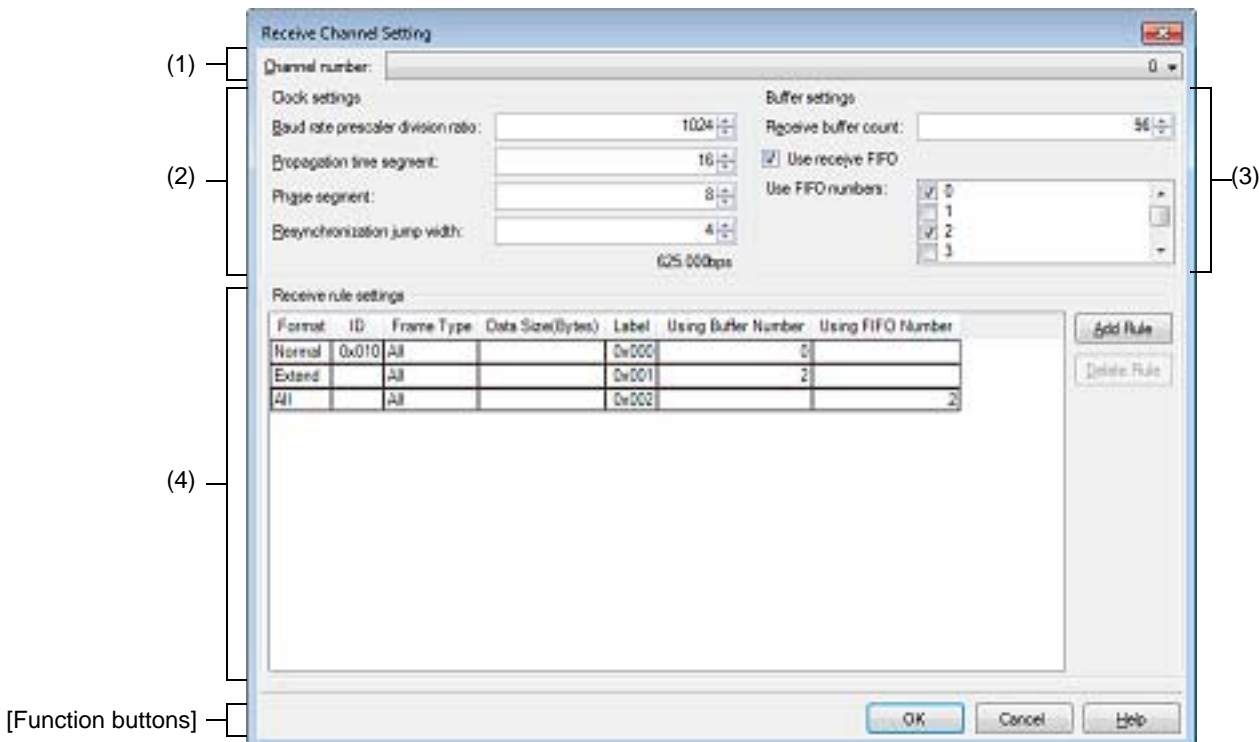 Receive Channel Setting
(1)
Channel number: 0
Clock settings
Buffer settings
Baud rate prescaler division ratio: 1024
Receive buffer count: 96
Propagation time segment: 16
Use receive FIFO
(2)
(3)
Phase segment: 8
Use FIFO numbers: 0
1
2
3
Resynchronization jump width: 4
625.000bps
Receive rule settings
Format ID Frame Type Data Size(Bytes) Label Using Buffer Number Using FIFO Number
Add Rule
Normal 0x010 All 0x000 0
Extend All 0x001 2
Delete Rule
All All 0x002 2
(4)
[Function buttons]
OK Cancel Help